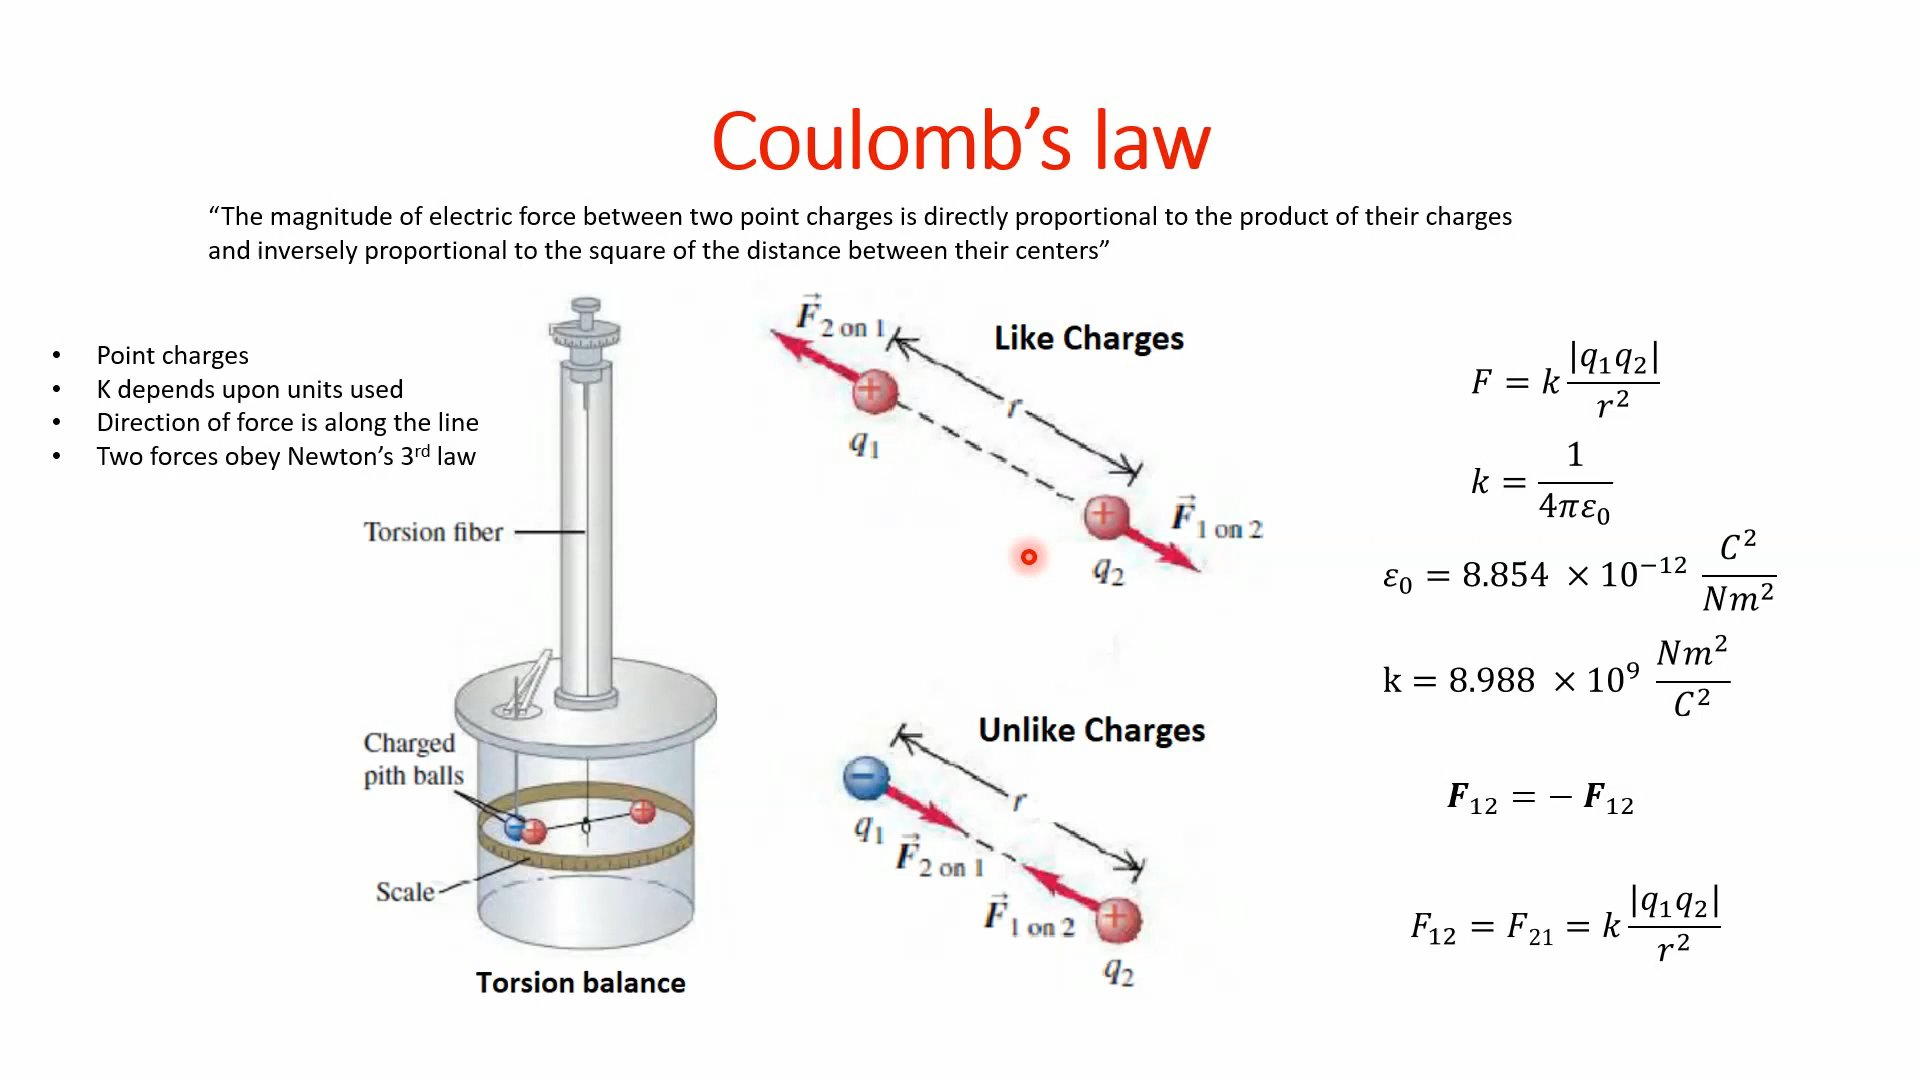 Coulomb’s law
“The magnitude of electric force between two point charges is directly proportional to the product of their charges
and inversely proportional to the square of the distance between their centers”
• Point charges
• K depends upon units used
• Direction of force is along the line
• Two forces obey Newton’s 3rd law
Torsion fiber
Charged
pith balls
Scale
Torsion balance
F⃗2 on 1
Like Charges
r
+
q1
+
F⃗1 on 2
q2
Unlike Charges
−
r
q1
F⃗2 on 1
F⃗1 on 2
+
q2
F = k |q1q2| / r²
k = 1 / 4πε0
ε0 = 8.854 × 10⁻¹² C² / Nm²
k = 8.988 × 10⁹ Nm² / C²
F12 = − F12
F12 = F21 = k |q1q2| / r²